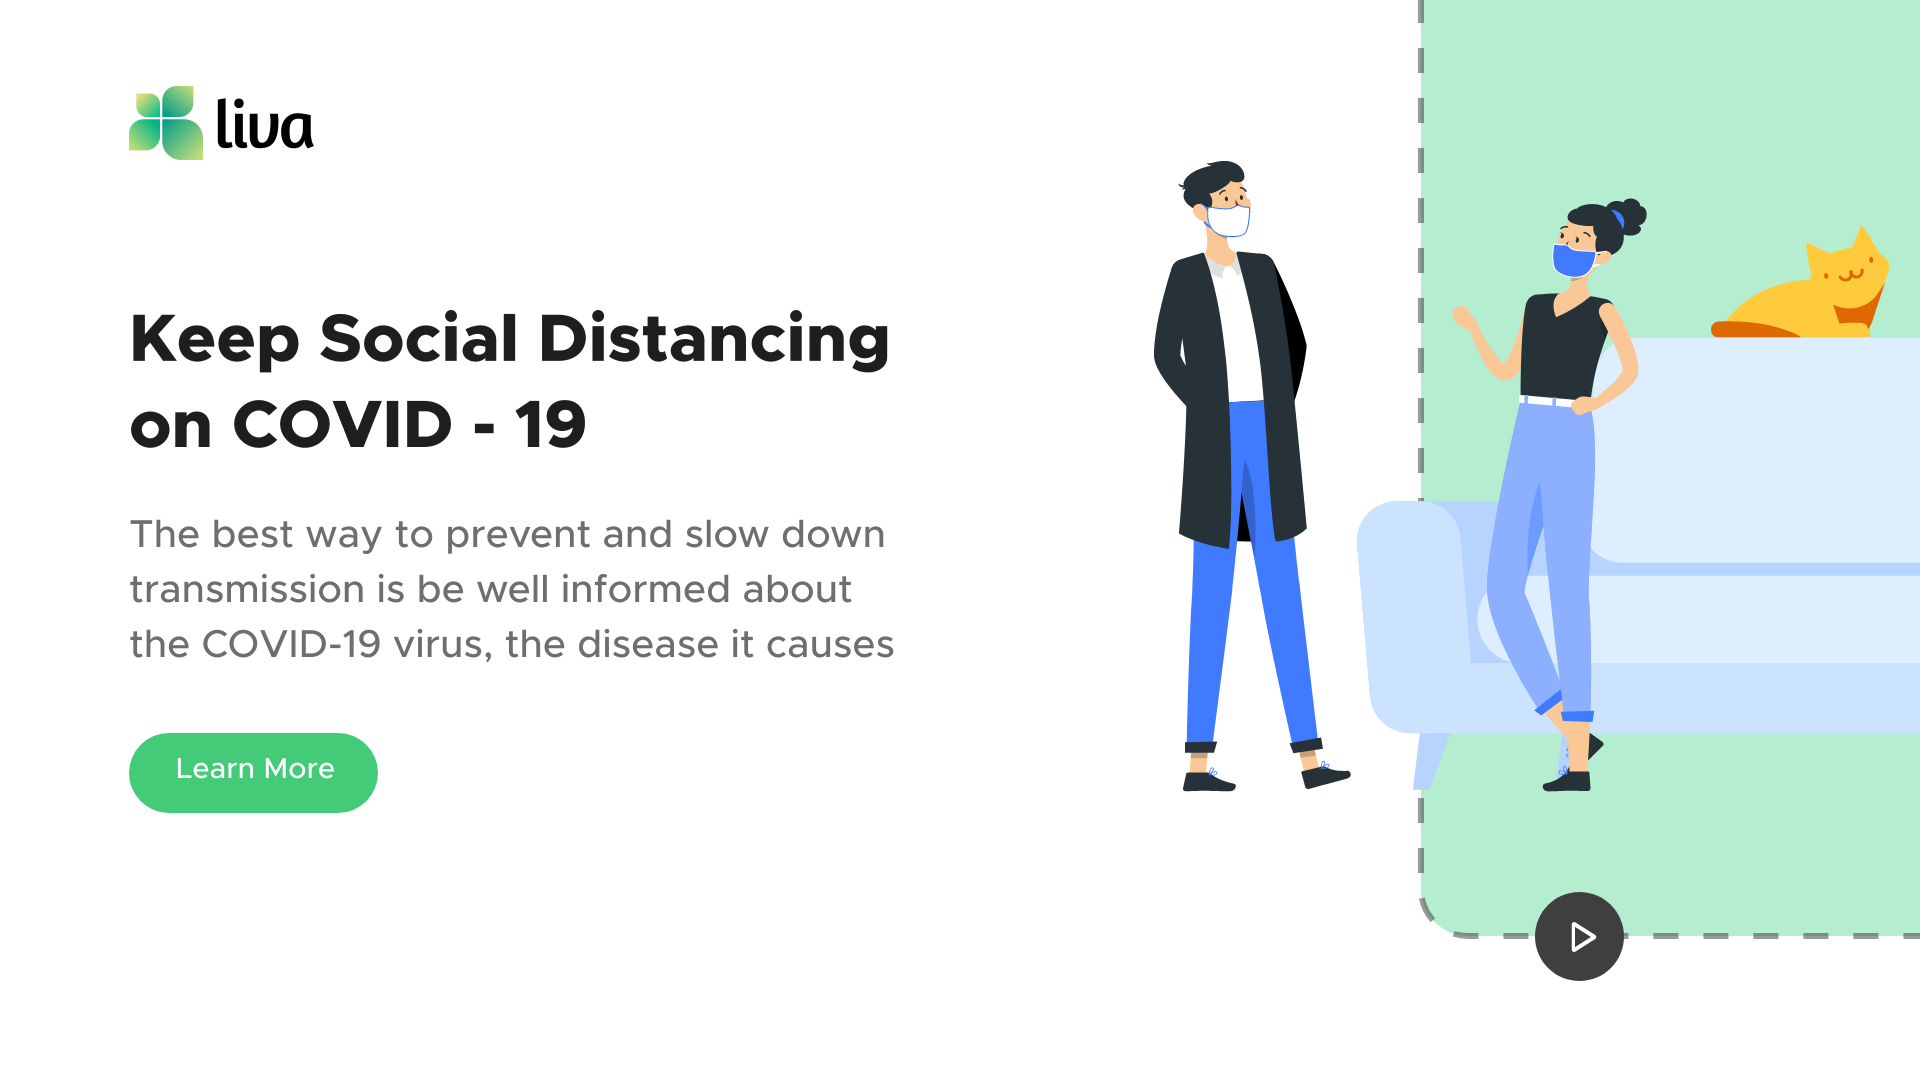 liva
Keep Social Distancing
on COVID - 19
The best way to prevent and slow down
transmission is be well informed about
the COVID-19 virus, the disease it causes
Learn More